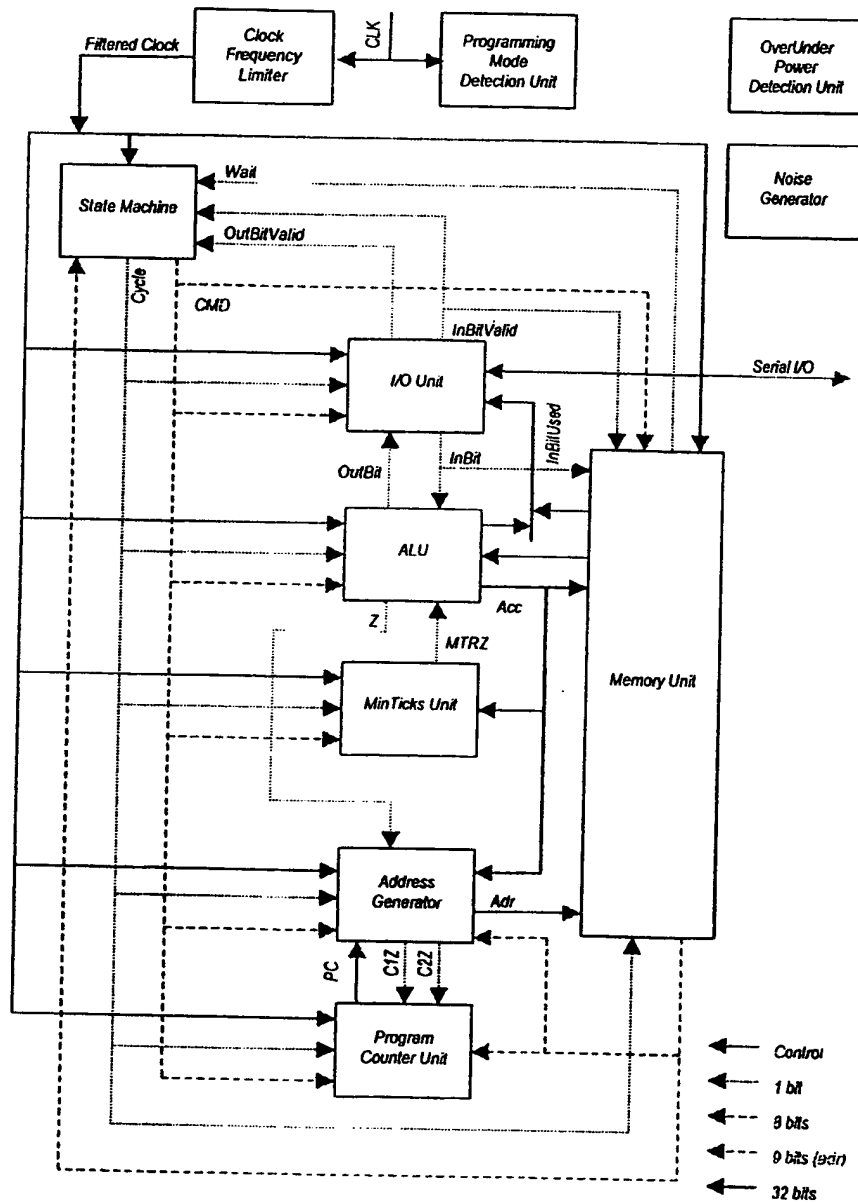 Filtered Clock
Clock
Frequency
Limiter
CLK
Programming
Mode
Detection Unit
OverUnder
Power
Detection Unit
Noise
Generator
State Machine
Wait
OutBitValid
Cycle
CMD
InBitValid
I/O Unit
Serial I/O
OutBit
InBit
InBitUsed
ALU
Z
Acc
MTRZ
MinTicks Unit
Memory Unit
Address
Generator
Adr
PC
C1Z
C2Z
Program
Counter Unit
Control
1 bit
8 bits
9 bits (adr)
32 bits